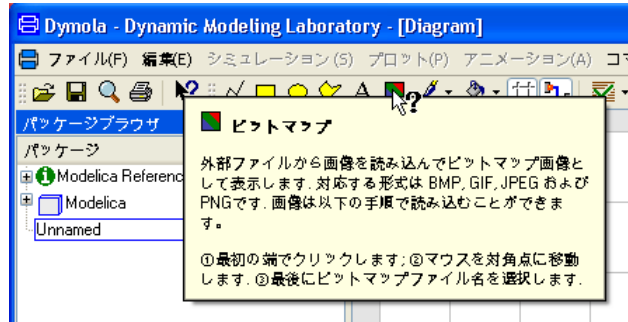 Dymola - Dynamic Modeling Laboratory - [Diagram]
ファイル(F) 編集(E) シミュレーション(S) プロット(P) アニメーション(A) コマ
パッケージブラウザ
パッケージ
Modelica Referenc
Modelica
Unnamed
ビットマップ
外部ファイルから画像を読み込んでビットマップ画像と
して表示します. 対応する形式は BMP, GIF, JPEG および
PNGです. 画像は以下の手順で読み込むことができま
す。
①最初の端でクリックします; ②マウスを対角点に移動
します. ③最後にビットマップファイル名を選択します.